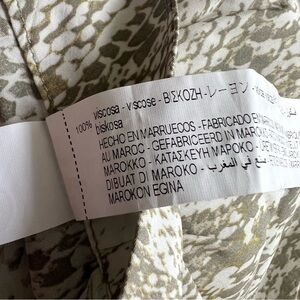 100% viscosa - viscose - ΒΙΣΚΟΖΗ - レーヨン -
biskosa
HECHO EN MARRUECOS - FABRICADO EN
AU MAROC - GEFABRICEERD IN MAROK
MAROKKO - ΚΑΤΑΣΚΕΥΗ ΜΑΡΟΚΟ -
DIBUAT DI MAROKO - صنع في المغرب -
MAROKON EGINA